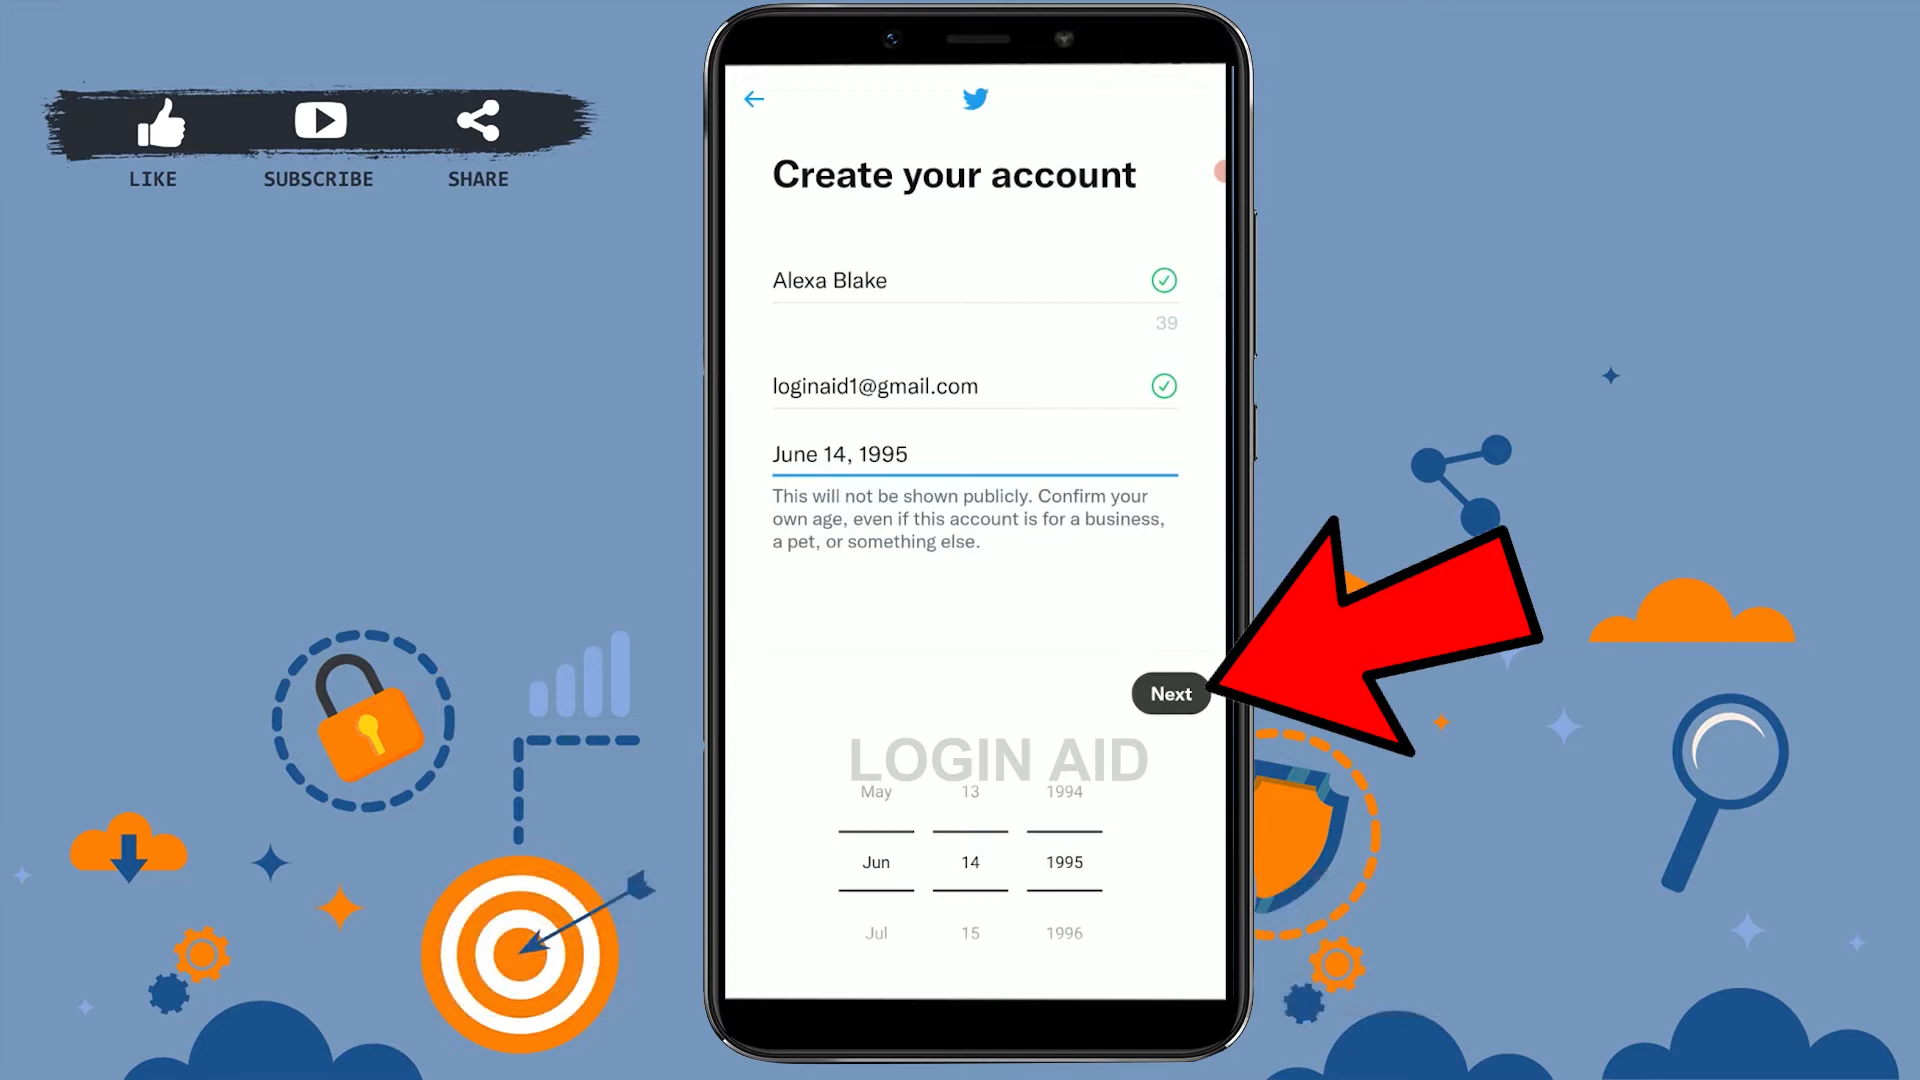 LIKE
SUBSCRIBE
SHARE
Create your account
Alexa Blake
39
loginaid1@gmail.com
June 14, 1995
This will not be shown publicly. Confirm your
own age, even if this account is for a business,
a pet, or something else.
Next
LOGIN AID
May 13 1994
Jun 14 1995
Jul 15 1996